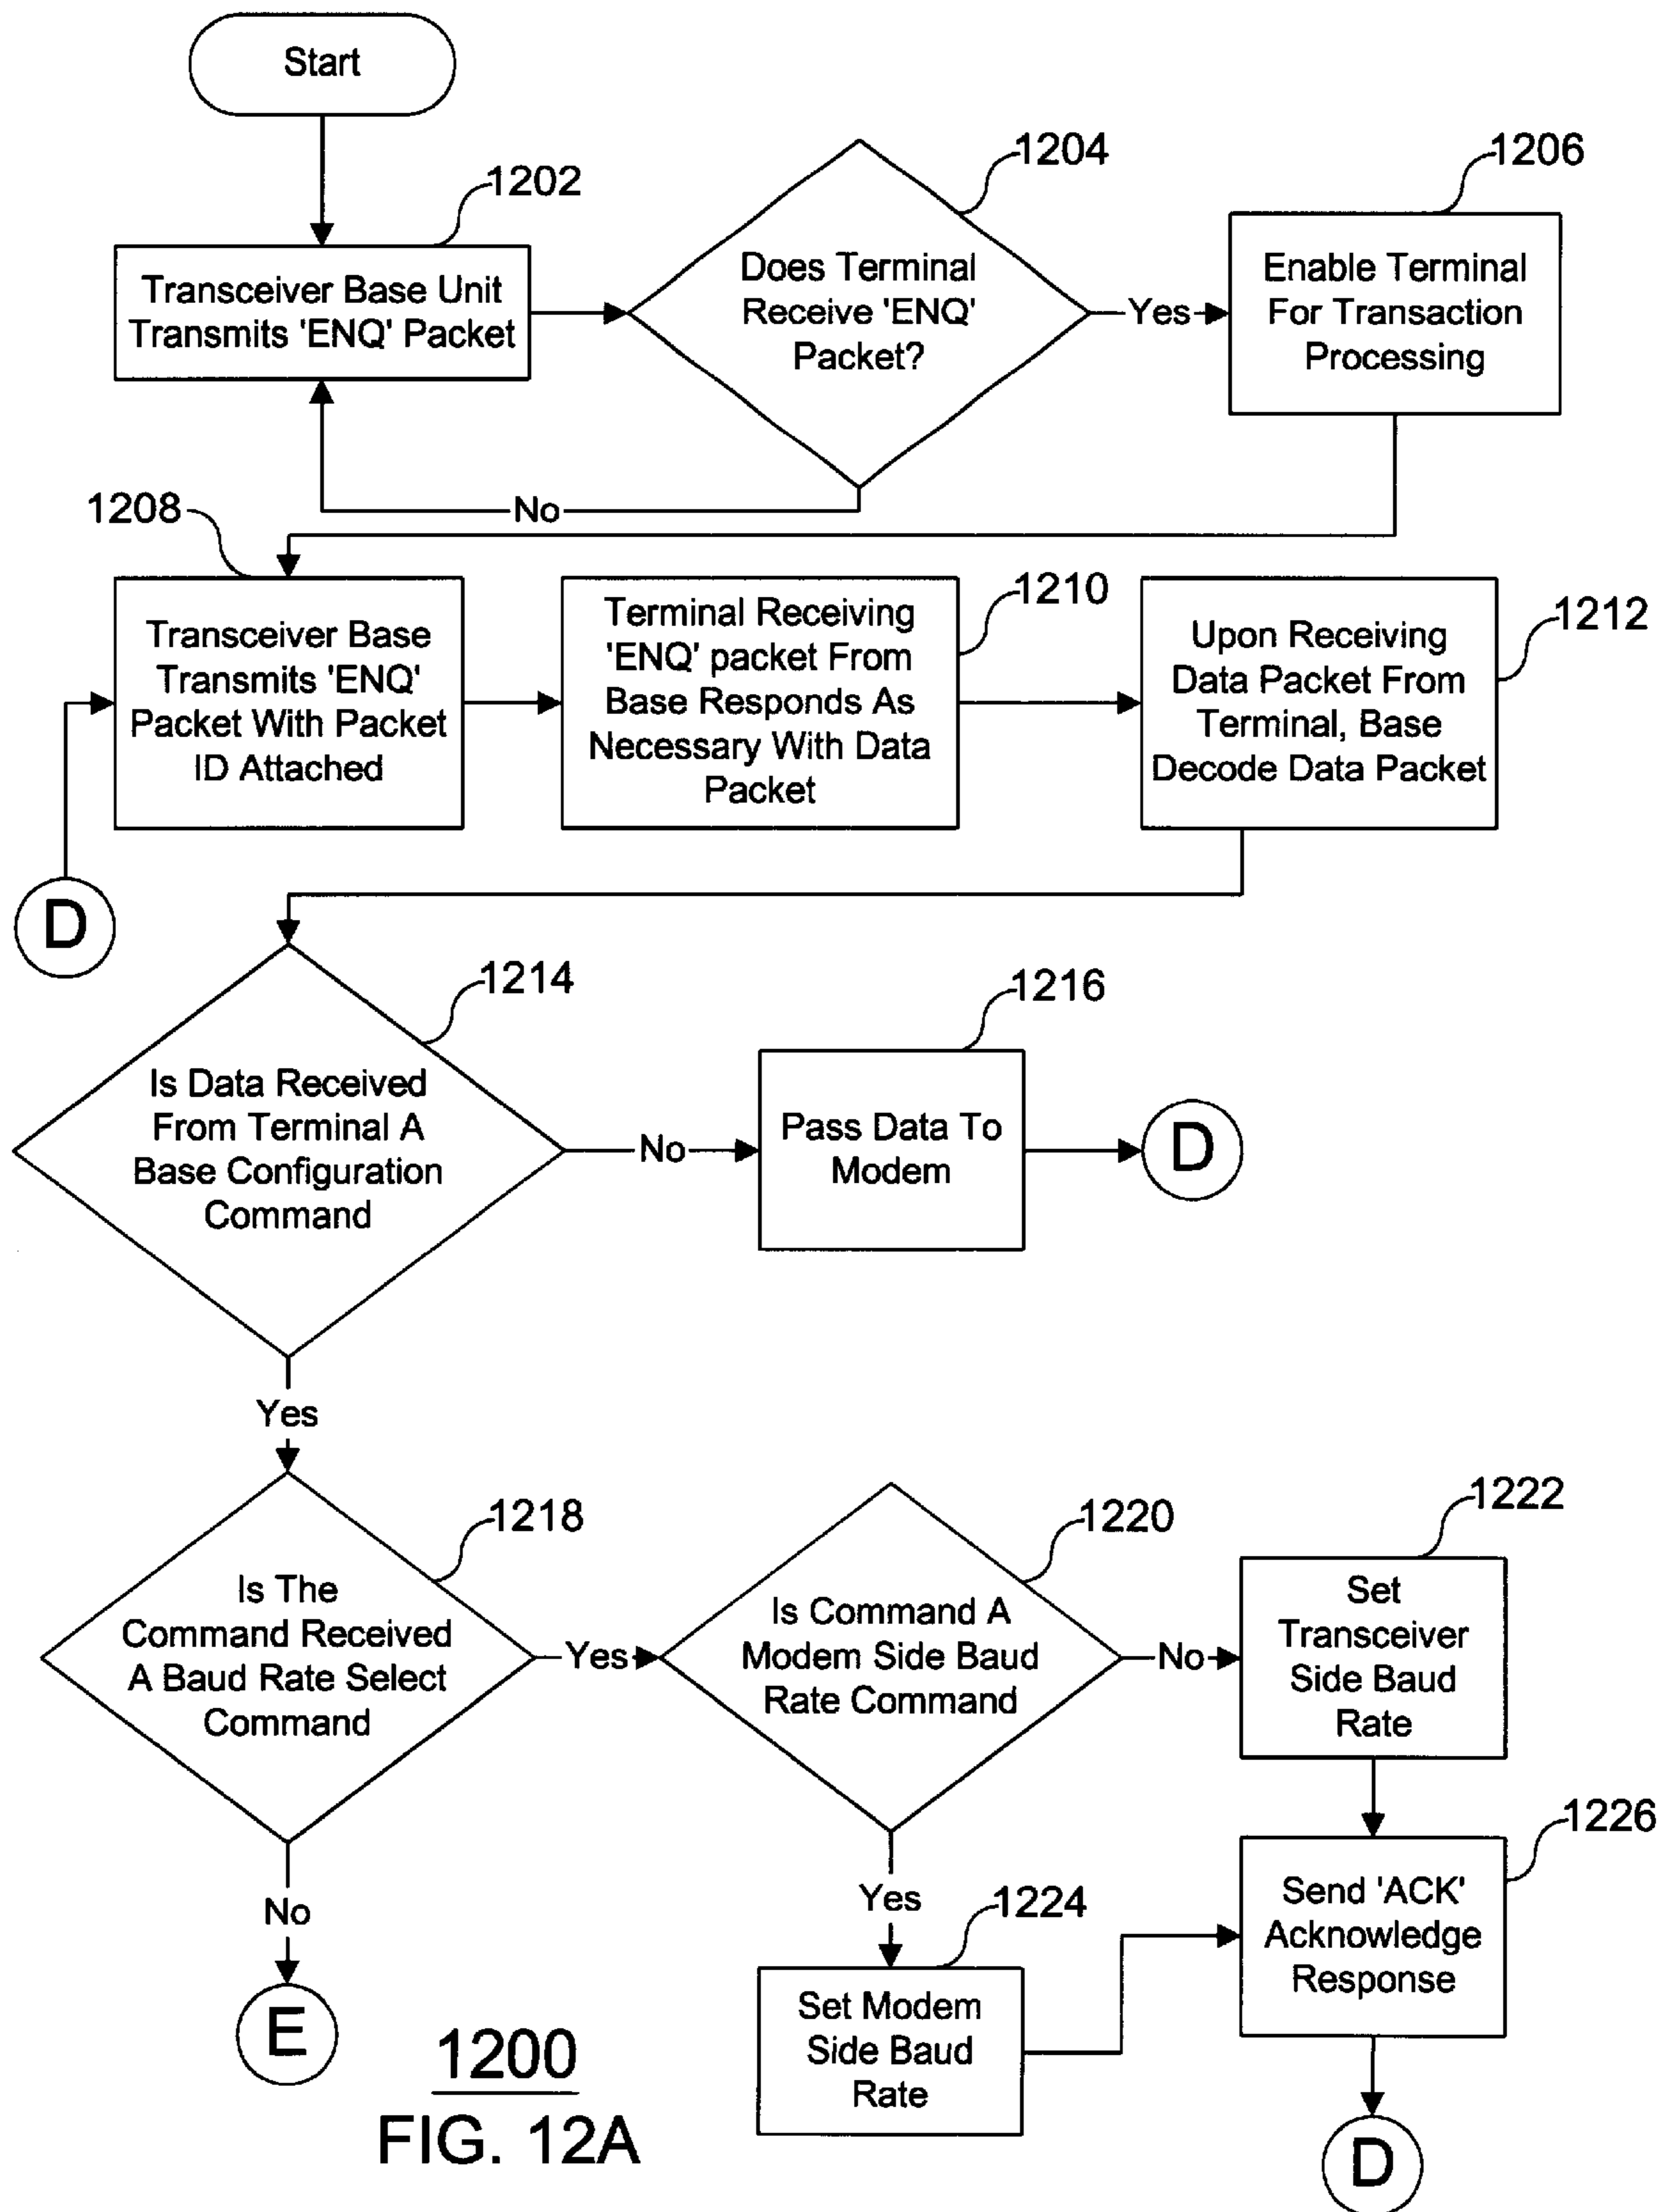 Start
1202
Transceiver Base Unit
Transmits 'ENQ' Packet
1204
Does Terminal
Receive 'ENQ'
Packet?
Yes
1206
Enable Terminal
For Transaction
Processing
No
1208
Transceiver Base
Transmits 'ENQ'
Packet With Packet
ID Attached
1210
Terminal Receiving
'ENQ' packet From
Base Responds As
Necessary With Data
Packet
1212
Upon Receiving
Data Packet From
Terminal, Base
Decode Data Packet
D
1214
Is Data Received
From Terminal A
Base Configuration
Command
No
1216
Pass Data To
Modem
D
Yes
1218
Is The
Command Received
A Baud Rate Select
Command
Yes
1220
Is Command A
Modem Side Baud
Rate Command
No
1222
Set
Transceiver
Side Baud
Rate
No
E
Yes
1224
Set Modem
Side Baud
Rate
1226
Send 'ACK'
Acknowledge
Response
D
1200
FIG. 12A